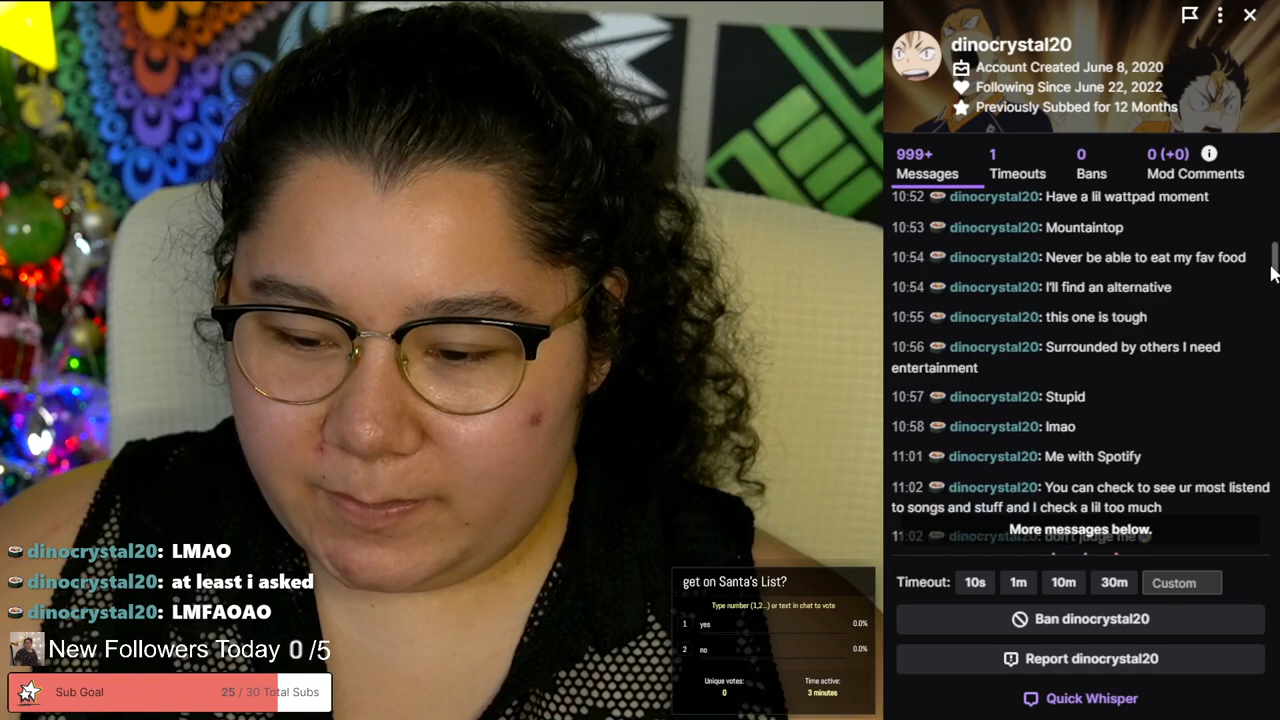 dinocrystal20
Account Created June 8, 2020
Following Since June 22, 2022
Previously Subbed for 12 Months
999+ 1 0 0 (+0)
Messages Timeouts Bans Mod Comments
10:52 dinocrystal20: Have a lil wattpad moment
10:53 dinocrystal20: Mountaintop
10:54 dinocrystal20: Never be able to eat my fav food
10:54 dinocrystal20: I'll find an alternative
10:55 dinocrystal20: this one is tough
10:56 dinocrystal20: Surrounded by others I need
entertainment
10:57 dinocrystal20: Stupid
10:58 dinocrystal20: lmao
11:01 dinocrystal20: Me with Spotify
11:02 dinocrystal20: You can check to see ur most listend
to songs and stuff and I check a lil too much
More messages below.
11:02 dinocrystal20: don't judge me
Timeout: 10s 1m 10m 30m Custom
Ban dinocrystal20
Report dinocrystal20
Quick Whisper
dinocrystal20: LMAO
dinocrystal20: at least i asked
dinocrystal20: LMFAOAO
New Followers Today 0 /5
Sub Goal 25 / 30 Total Subs
get on Santa's List?
Type number (1,2...) or text in chat to vote
1 yes 0.0%
2 no 0.0%
Unique votes: Time active:
0 3 minutes